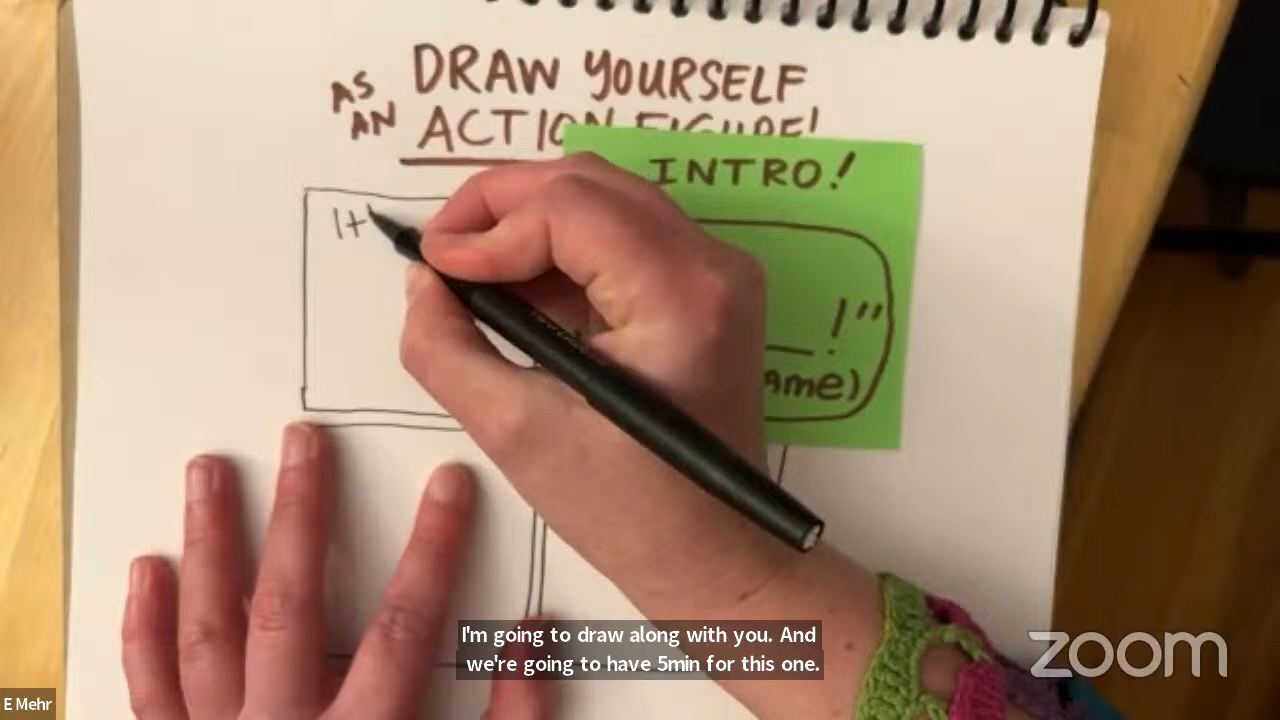 DRAW YOURSELF
AS AN ACTION FIGURE!
INTRO!
!”
ame)
I'm going to draw along with you. And
we're going to have 5min for this one.
zoom
E Mehr